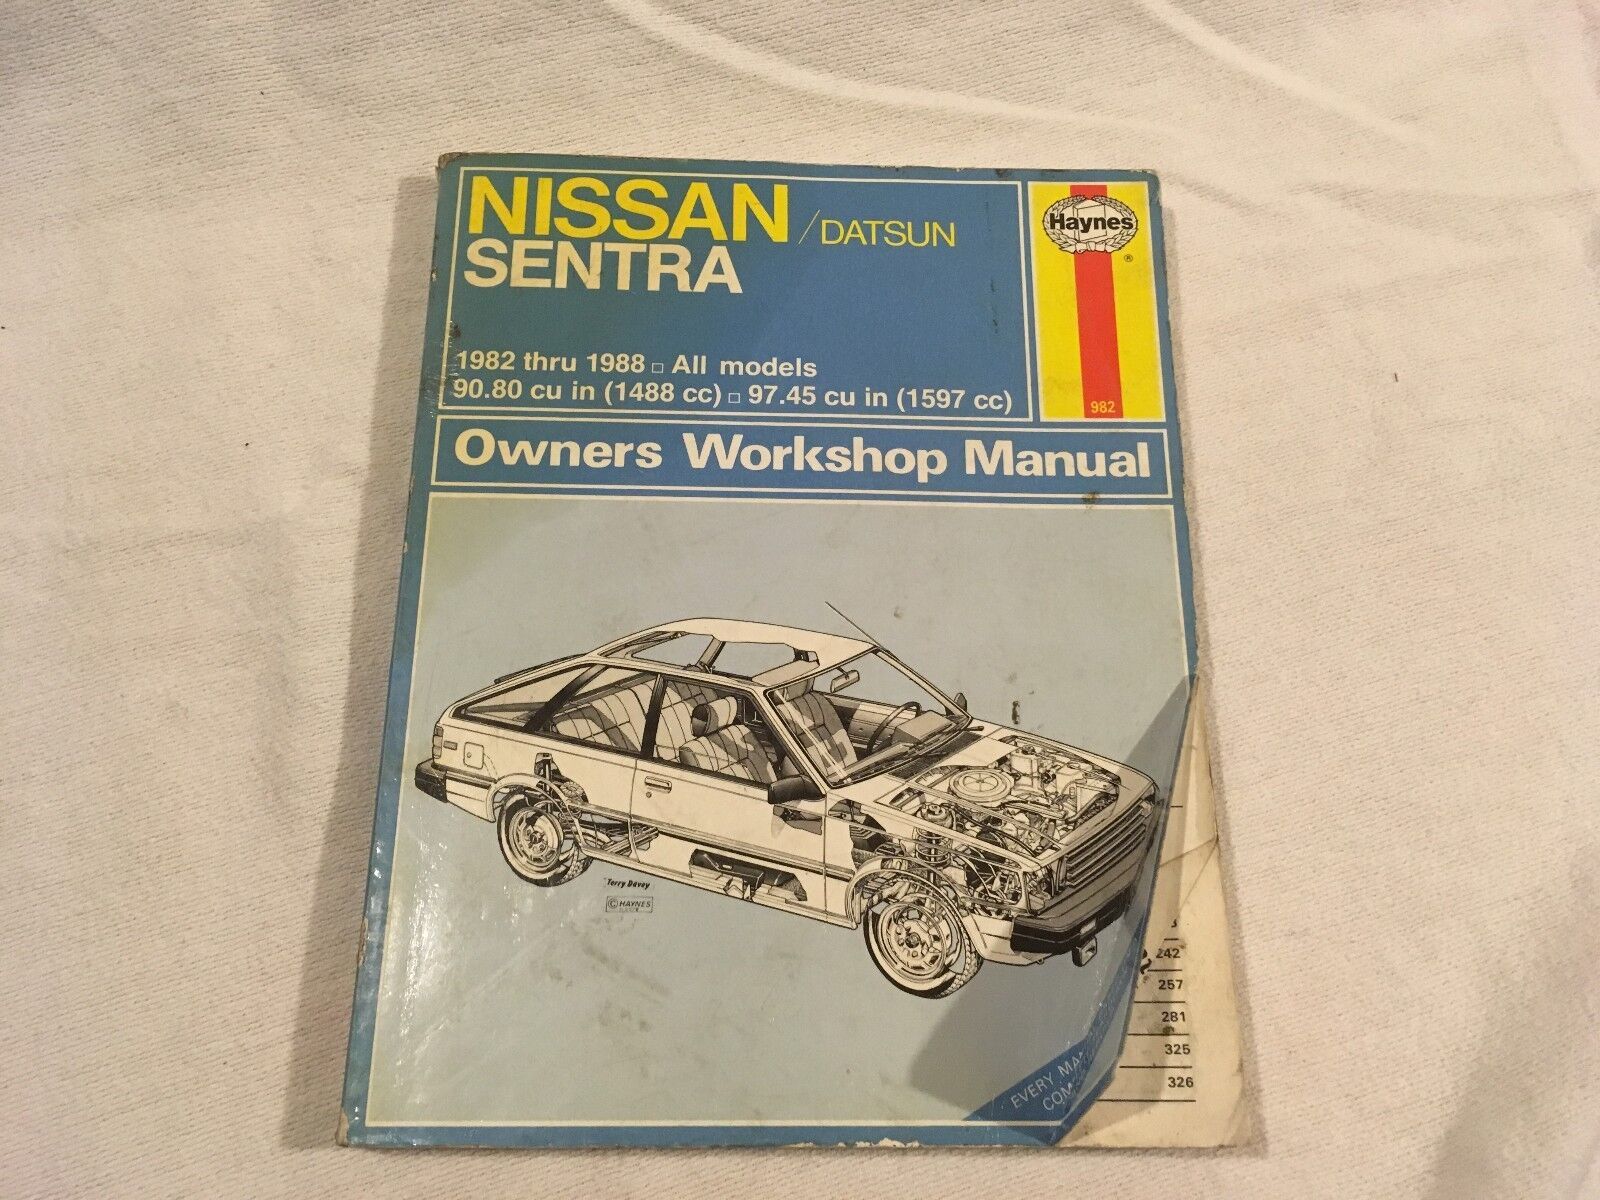 NISSAN / DATSUN
SENTRA
Haynes
®
1982 thru 1988 □ All models
90.80 cu in (1488 cc) □ 97.45 cu in (1597 cc)
982
Owners Workshop Manual
Terry Davey
© HAYNES
EVERY
COM
242
257
281
325
326